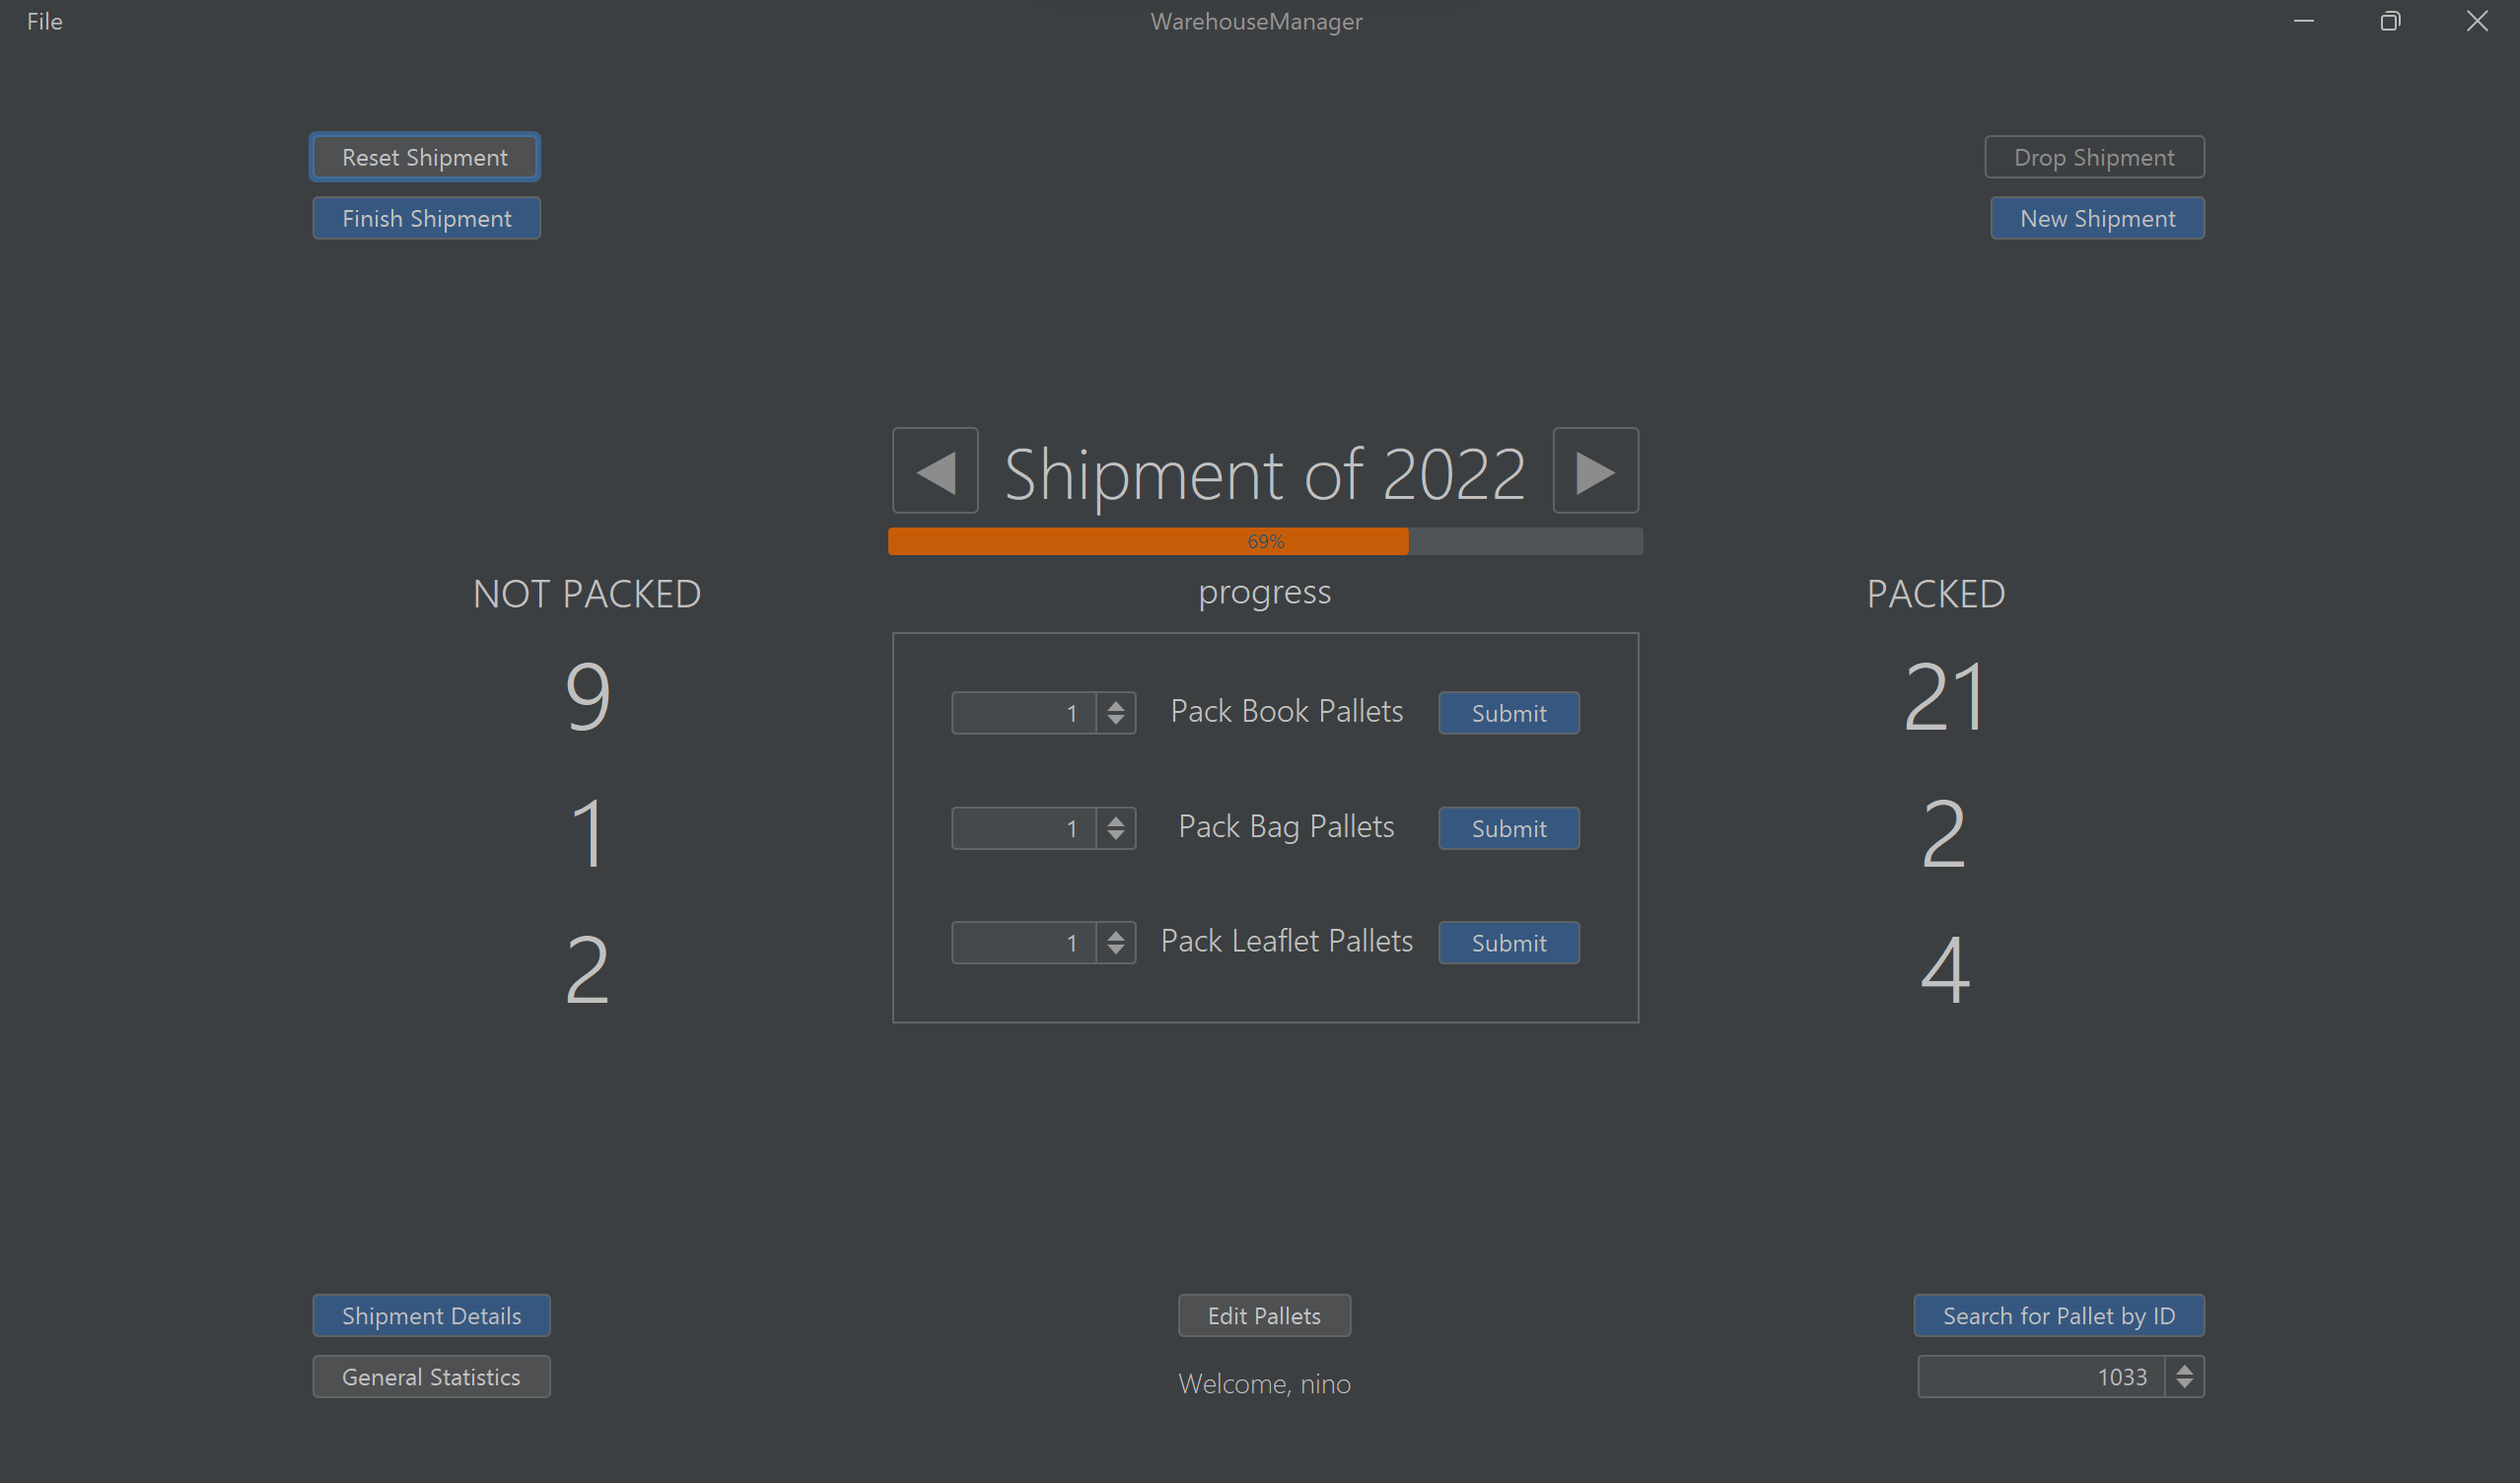 File
WarehouseManager
Reset Shipment
Drop Shipment
Finish Shipment
New Shipment
Shipment of 2022
69%
NOT PACKED
progress
PACKED
9
1
Pack Book Pallets
Submit
21
1
1
Pack Bag Pallets
Submit
2
2
1
Pack Leaflet Pallets
Submit
4
Shipment Details
Edit Pallets
Search for Pallet by ID
General Statistics
Welcome, nino
1033